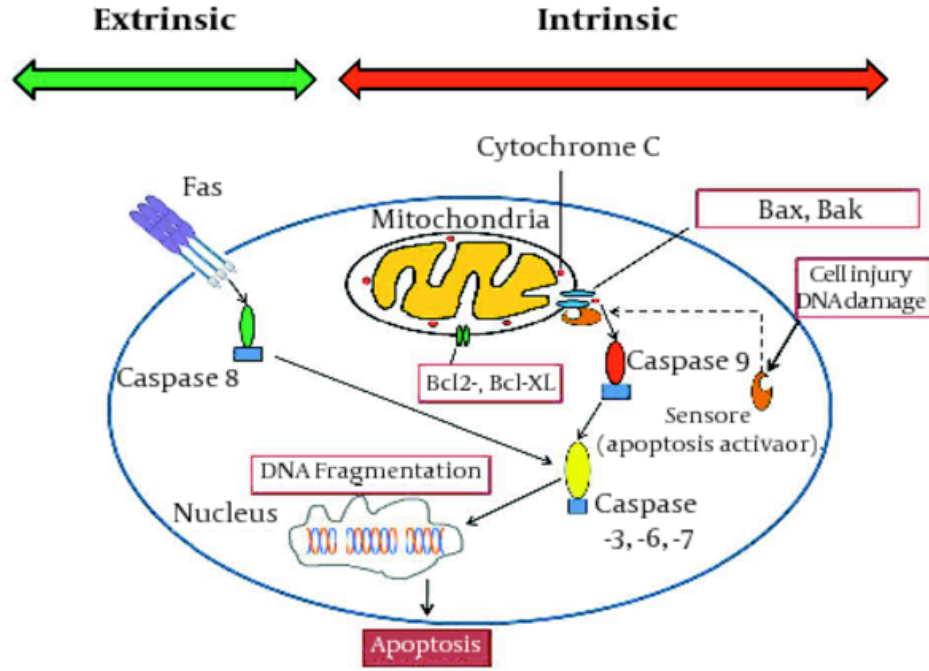 Extrinsic
Intrinsic
Cytochrome C
Fas
Mitochondria
Bax, Bak
Cell injury
DNA damage
Caspase 8
Bcl2-, Bcl-XL
Caspase 9
Sensore
(apoptosis activaor).
DNA Fragmentation
Nucleus
Caspase
-3, -6, -7
Apoptosis